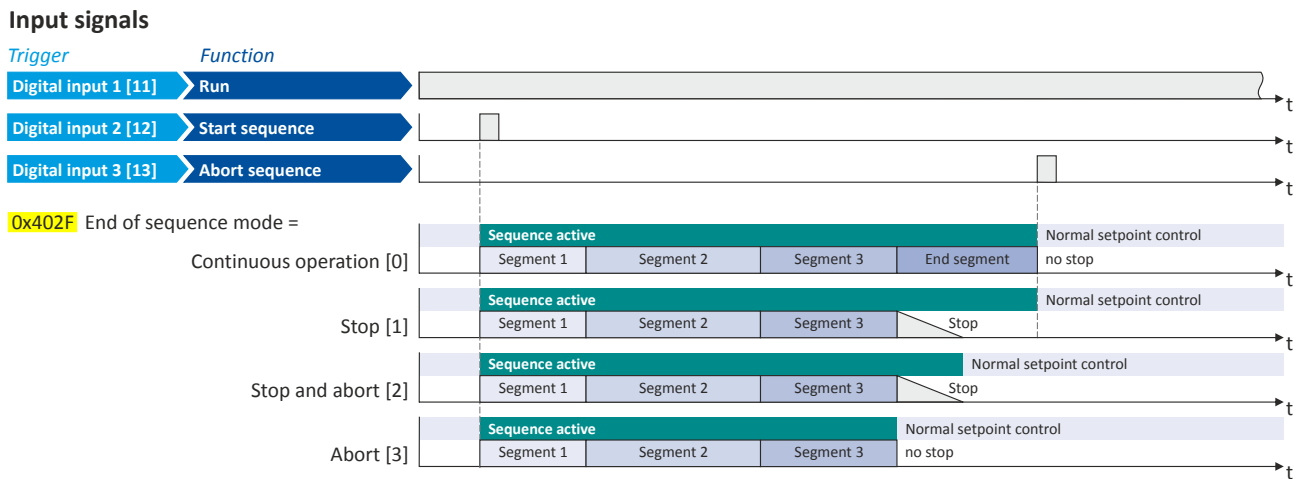 Input signals
Trigger Function
Digital input 1 [11] Run
t
Digital input 2 [12] Start sequence
t
Digital input 3 [13] Abort sequence
t
0x402F End of sequence mode =
Sequence active Normal setpoint control
Continuous operation [0] Segment 1 Segment 2 Segment 3 End segment no stop
t
Sequence active Normal setpoint control
Stop [1] Segment 1 Segment 2 Segment 3 Stop
t
Sequence active Normal setpoint control
Stop and abort [2] Segment 1 Segment 2 Segment 3 Stop
t
Sequence active Normal setpoint control
Abort [3] Segment 1 Segment 2 Segment 3 no stop
t